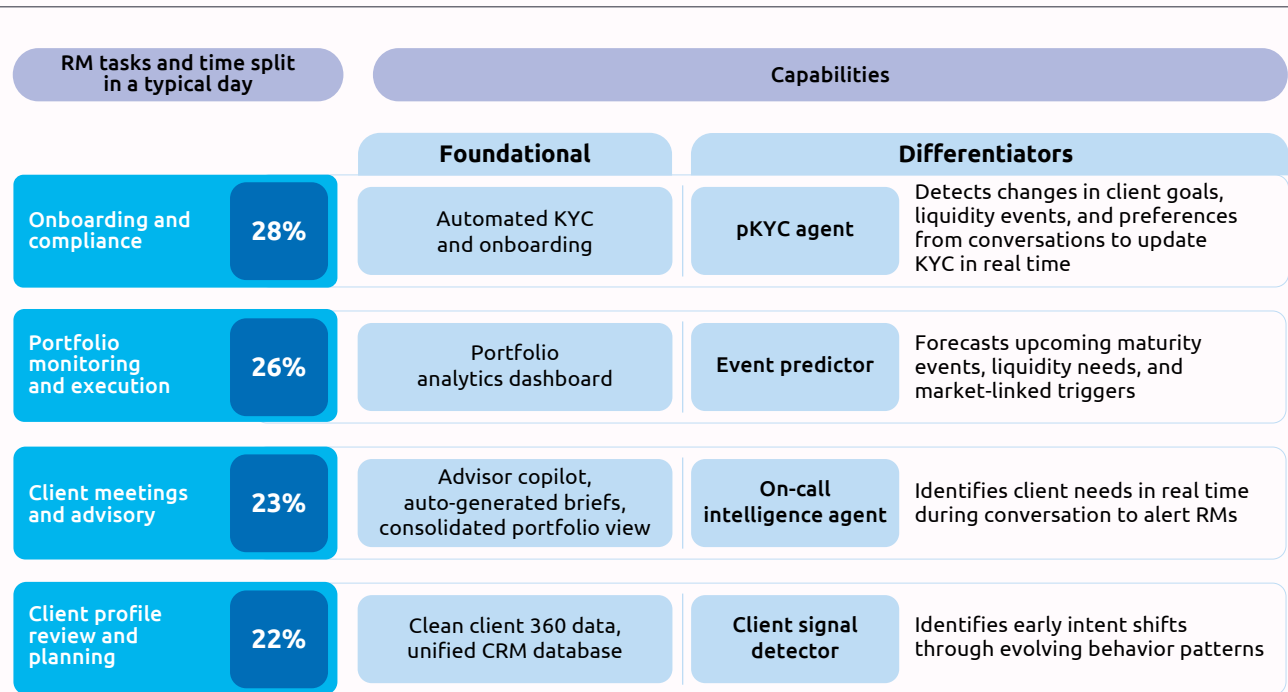 RM tasks and time split
in a typical day
Capabilities
Foundational
Differentiators
Onboarding and
compliance
28%
Automated KYC
and onboarding
pKYC agent
Detects changes in client goals,
liquidity events, and preferences
from conversations to update
KYC in real time
Portfolio
monitoring
and execution
26%
Portfolio
analytics dashboard
Event predictor
Forecasts upcoming maturity
events, liquidity needs, and
market-linked triggers
Client meetings
and advisory
23%
Advisor copilot,
auto-generated briefs,
consolidated portfolio view
On-call
intelligence agent
Identifies client needs in real time
during conversation to alert RMs
Client profile
review and
planning
22%
Clean client 360 data,
unified CRM database
Client signal
detector
Identifies early intent shifts
through evolving behavior patterns